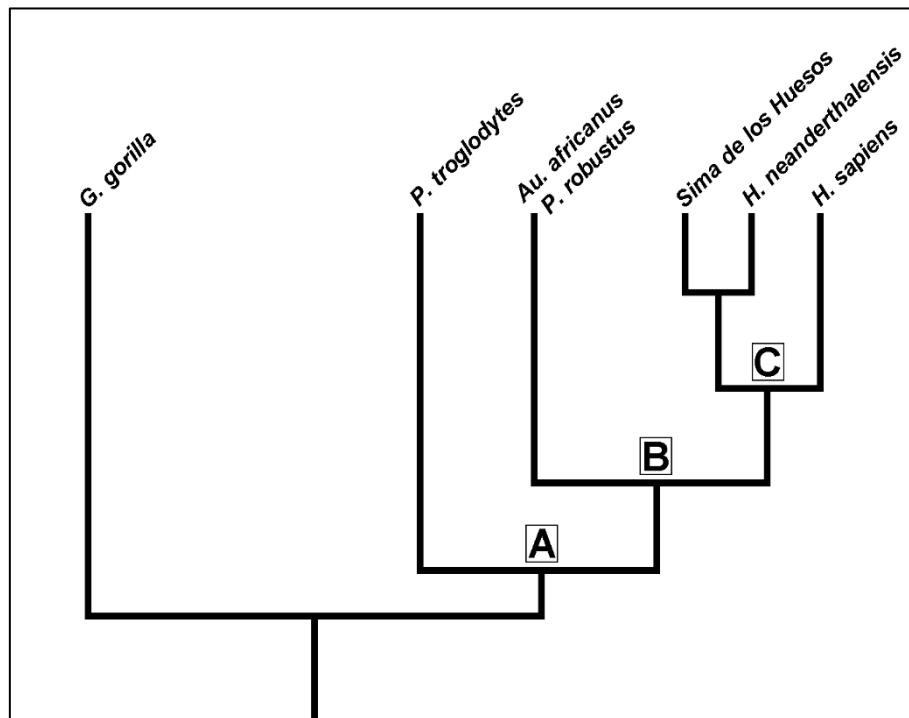 G. gorilla
P. troglodytes
Au. africanus
P. robustus
Sima de los Huesos
H. neanderthalensis
H. sapiens
C
B
A